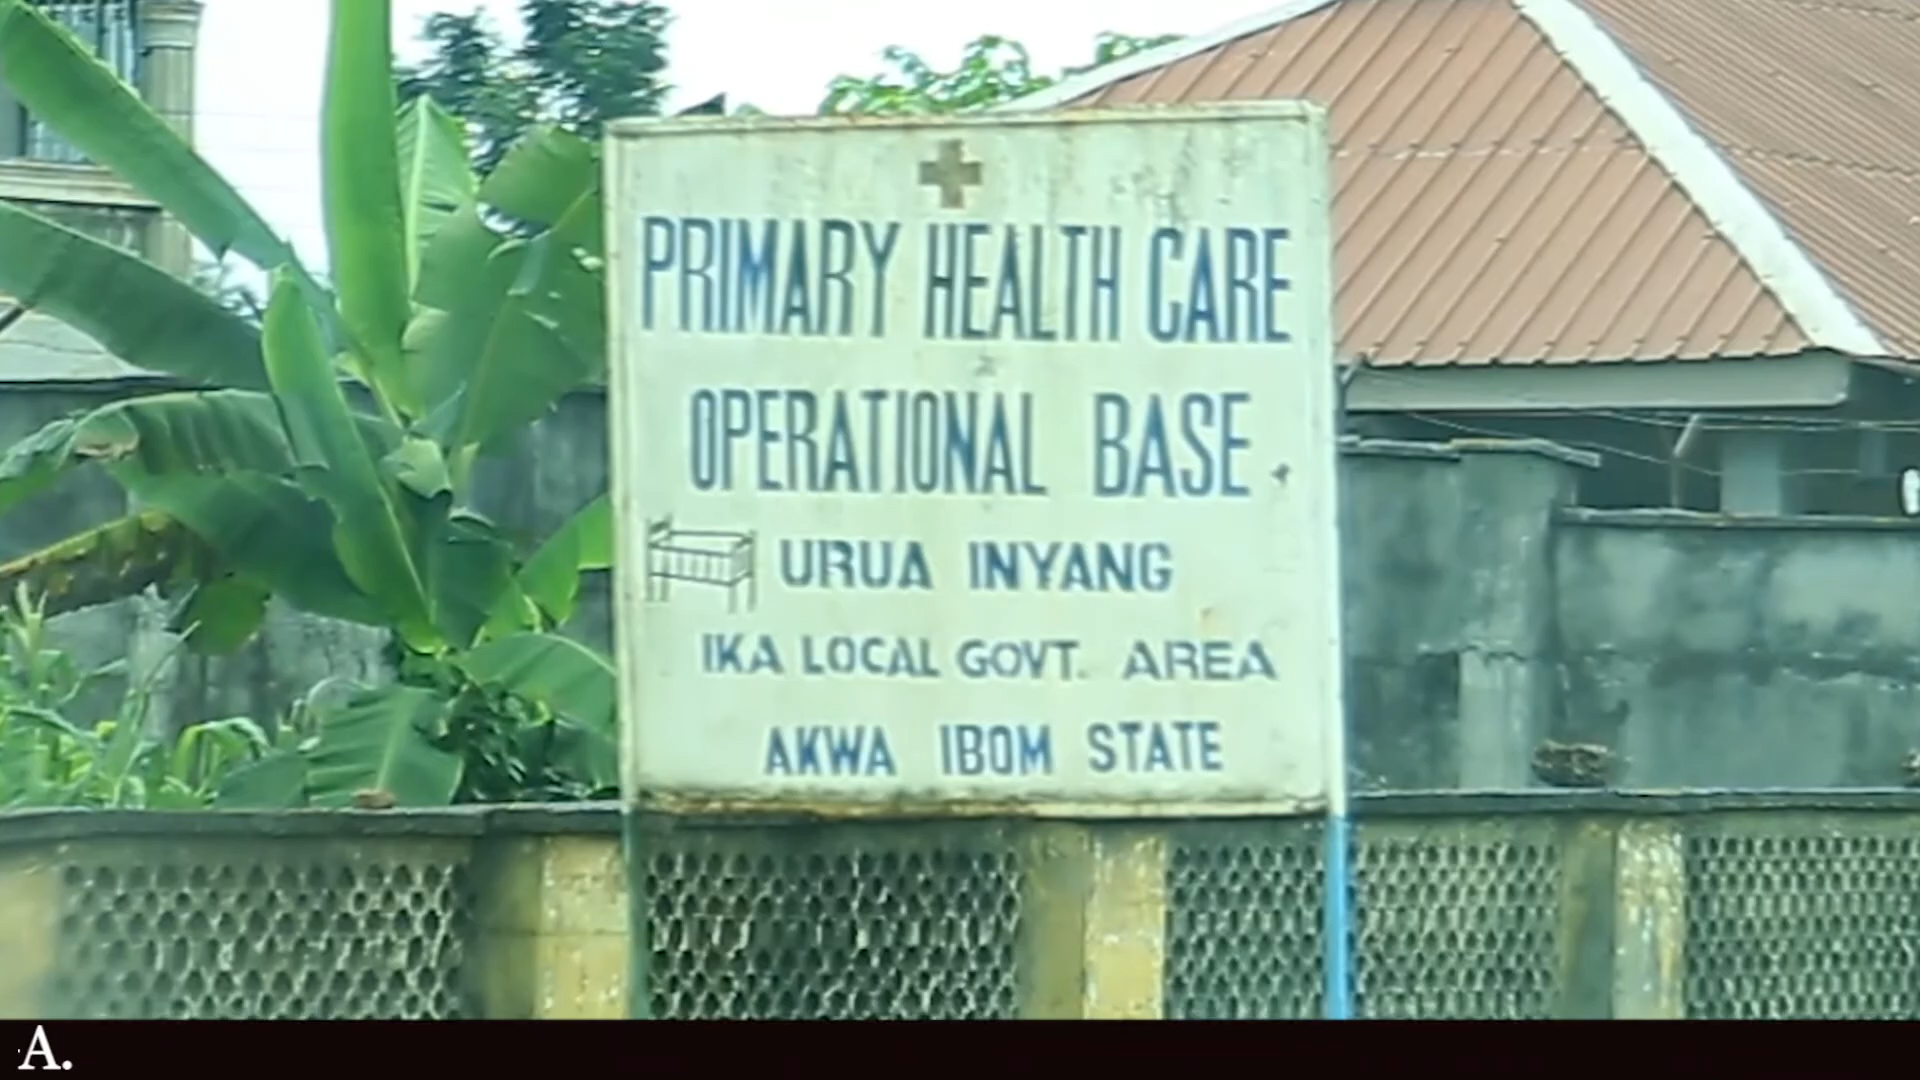 PRIMARY HEALTH CARE
OPERATIONAL BASE
URUA INYANG
IKA LOCAL GOVT. AREA
AKWA IBOM STATE
A.